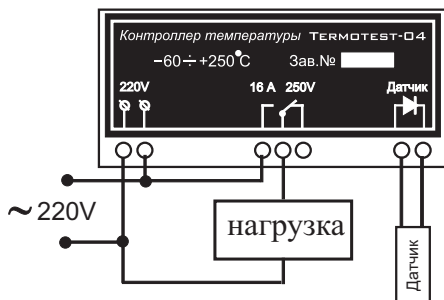 Контроллер температуры TERMOTEST-04
−60÷+250°C Зав.№
220V 16 A 250V Датчик
~220V
нагрузка
Датчик